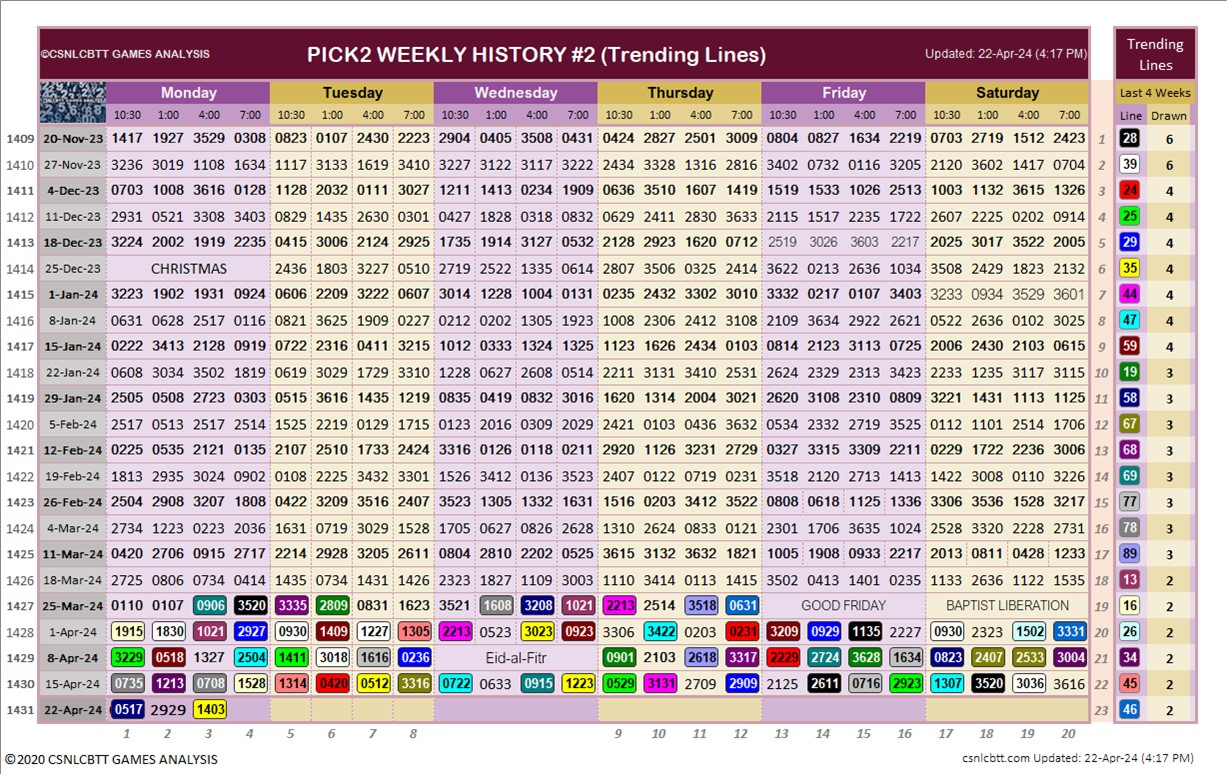 ©CSNLCBTT GAMES ANALYSIS PICK2 WEEKLY HISTORY #2 (Trending Lines) Updated: 22-Apr-24 (4:17 PM) Trending Lines
Monday Tuesday Wednesday Thursday Friday Saturday Last 4 Weeks
10:30 1:00 4:00 7:00 10:30 1:00 4:00 7:00 10:30 1:00 4:00 7:00 10:30 1:00 4:00 7:00 10:30 1:00 4:00 7:00 10:30 1:00 4:00 7:00 Line Drawn
1409 20-Nov-23 1417 1927 3529 0308 0823 0107 2430 2223 2904 0405 3508 0431 0424 2827 2501 3009 0804 0827 1634 2219 0703 2719 1512 2423 1 28 6
1410 27-Nov-23 3236 3019 1108 1634 1117 3133 1619 3410 3227 3122 3117 3222 2434 3328 1316 2816 3402 0732 0116 3205 2120 3602 1417 0704 2 39 6
1411 4-Dec-23 0703 1008 3616 0128 1128 2032 0111 3027 1211 1413 0234 1909 0636 3510 1607 1419 1519 1533 1026 2513 1003 1132 3615 1326 3 24 4
1412 11-Dec-23 2931 0521 3308 3403 0829 1435 2630 0301 0427 1828 0318 0832 0629 2411 2830 3633 2115 1517 2235 1722 2607 2225 0202 0914 4 25 4
1413 18-Dec-23 3224 2002 1919 2235 0415 3006 2124 2925 1735 1914 3127 0532 2128 2923 1620 0712 2519 3026 3603 2217 2025 3017 3522 2005 5 29 4
1414 25-Dec-23 CHRISTMAS 2436 1803 3227 0510 2719 2522 1335 0614 2807 3506 0325 2414 3622 0213 2636 1034 3508 2429 1823 2132 6 35 4
1415 1-Jan-24 3223 1902 1931 0924 0606 2209 3222 0607 3014 1228 1004 0131 0235 2432 0702 3010 3332 0217 0107 3403 3233 0934 3529 3601 7 44 4
1416 8-Jan-24 0631 0628 2517 0116 0821 3625 1909 0227 0212 0202 1305 1923 1008 2306 2412 3108 2109 3634 2922 2621 0522 2636 0102 3025 8 47 4
1417 15-Jan-24 0222 3413 2128 0919 0722 2316 0411 3215 1012 0333 1324 1325 1123 1626 2434 0103 0814 2123 3113 0725 2006 2430 2103 0615 9 59 4
1418 22-Jan-24 0608 3034 3502 1819 0619 3029 1729 3310 1228 0627 2608 0514 2211 3131 3410 2531 2624 2329 2313 3423 2233 1235 3117 3115 10 19 3
1419 29-Jan-24 2505 0508 2723 0303 0515 3616 1435 1219 0835 0419 0832 3016 1620 1314 2004 3021 2620 3108 2310 0809 3221 1431 1113 1125 11 58 3
1420 5-Feb-24 2517 0513 2517 2514 1525 2219 0129 1715 0123 2016 0309 2029 2421 0103 0436 3632 0534 2332 2719 3525 0112 1101 2514 1706 12 67 3
1421 12-Feb-24 0225 0535 2121 0135 2107 2510 1733 2424 3316 0126 0118 0211 2920 1126 3231 2729 0327 3315 3309 2211 0229 1722 2236 3006 13 68 3
1422 19-Feb-24 1813 2935 3024 0902 0108 2225 3432 3301 1526 3412 0136 3523 2407 0122 0719 0231 3518 2120 2713 1413 1422 3008 0110 3226 14 69 3
1423 26-Feb-24 2504 2908 3207 1808 0422 3209 3516 2407 3523 1305 1332 1631 1516 0203 3412 3522 0808 0618 1125 1336 3306 3536 1528 3217 15 77 3
1424 4-Mar-24 2734 1223 0223 2036 1631 0719 3029 1528 1705 0627 0826 2628 1310 2624 0833 0121 2301 1706 3635 1024 2528 3320 2228 2731 16 78 3
1425 11-Mar-24 0420 2706 0915 2717 2214 2928 3205 2611 0804 2810 2202 0525 3615 3132 3632 1821 1005 1908 0933 2217 2013 0811 0428 1233 17 89 3
1426 18-Mar-24 2725 0806 0734 0414 1435 0734 1431 1426 2323 1827 1109 3003 1110 3414 0113 1415 3502 0413 1401 0235 1133 2636 1122 1535 18 13 2
1427 25-Mar-24 0110 0107 0906 3520 3335 2809 0831 1623 3521 1608 3208 1021 2213 2514 3518 0631 GOOD FRIDAY BAPTIST LIBERATION 19 16 2
1428 1-Apr-24 1915 1830 1021 2927 0930 1409 1227 1305 2213 0523 3023 0923 3306 3422 0203 0231 3209 0929 1135 2227 0930 2323 1502 3331 20 26 2
1429 8-Apr-24 3229 0518 1327 2504 1411 3018 1616 0236 Eid-al-Fitr 0901 2103 2618 3317 2229 2724 3628 1634 0823 2407 2533 3004 21 34 2
1430 15-Apr-24 0735 1213 0708 1528 1314 0420 0512 3316 0722 0633 0915 1223 0529 3131 2709 2909 2125 2611 0716 2923 1307 3520 3036 3616 22 45 2
1431 22-Apr-24 0517 2929 1403 23 46 2
1 2 3 4 5 6 7 8 9 10 11 12 13 14 15 16 17 18 19 20
©2020 CSNLCBTT GAMES ANALYSIS csnlcbtt.com Updated: 22-Apr-24 (4:17 PM)